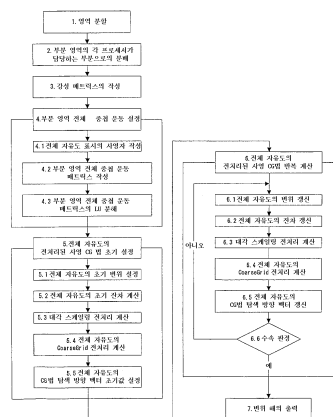 1. 영역 분할
2. 부분 영역의 각 프로세서가
담당하는 부분으로의 분배
3. 강성 매트릭스의 작성
4.부분 영역 전체 중첩 운동 설정
4.1전체 자유도 표시의 사영자 작성
4.2 부분 영역 전체 중첩 운동
매트릭스 작성
4.3 부분 영역 전체 중첩 운동
매트릭스의 LU 분해
5.전체 자유도의
전처리된 사영 CG 법 초기 설정
5.1전체 자유도의 초기 변위 설정
5.2전체 자유도의 초기 잔차 계산
5.3 대각 스케일링 전처리 계산
5.4 전체 자유도의
CoarseGrid 전처리 계산
5.5 전체 자유도의
CG법 탐색 방향 벡터 초기값 설정
6.전체 자유도의
전처리된 사영 CG법 반복 계산
6.1전체 자유도의 변위 갱신
6.2 전체 자유도의 잔차 갱신
6.3 대각 스케일링 전처리 계산
아니오
6.4 전체 자유도의
CoarseGrid 전처리 계산
6.5 전체 자유도의
CG법 탐색 방향 벡터 갱신
6.6 수속 판정
예
7.변위 해의 출력